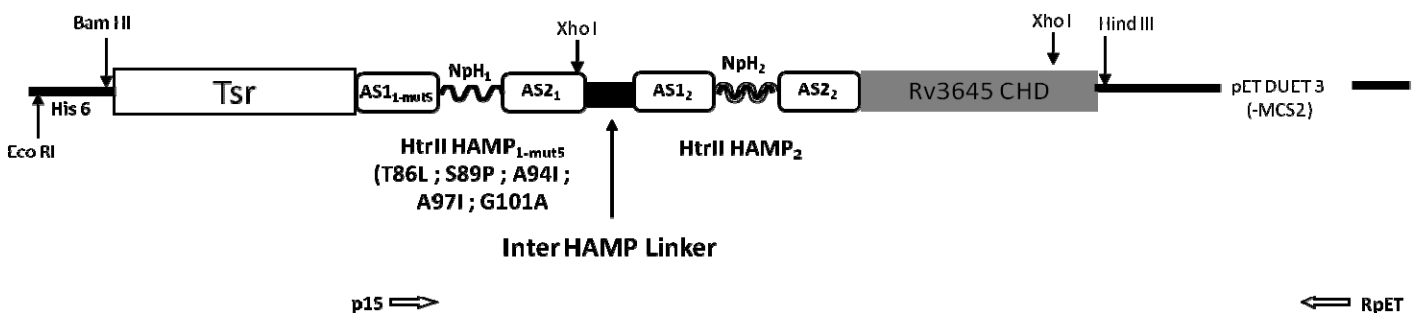 Bam HI
Xho I
Xho I
Hind III
NpH₁
NpH₂
Tsr
AS1₁₋ₘᵤₜ₅
AS2₁
AS1₂
AS2₂
Rv3645 CHD
His 6
pET DUET 3
(-MCS2)
Eco RI
HtrII HAMP₁₋ₘᵤₜ₅
HtrII HAMP₂
(T86L ; S89P ; A94I ;
A97I ; G101A
Inter HAMP Linker
p15
RpET